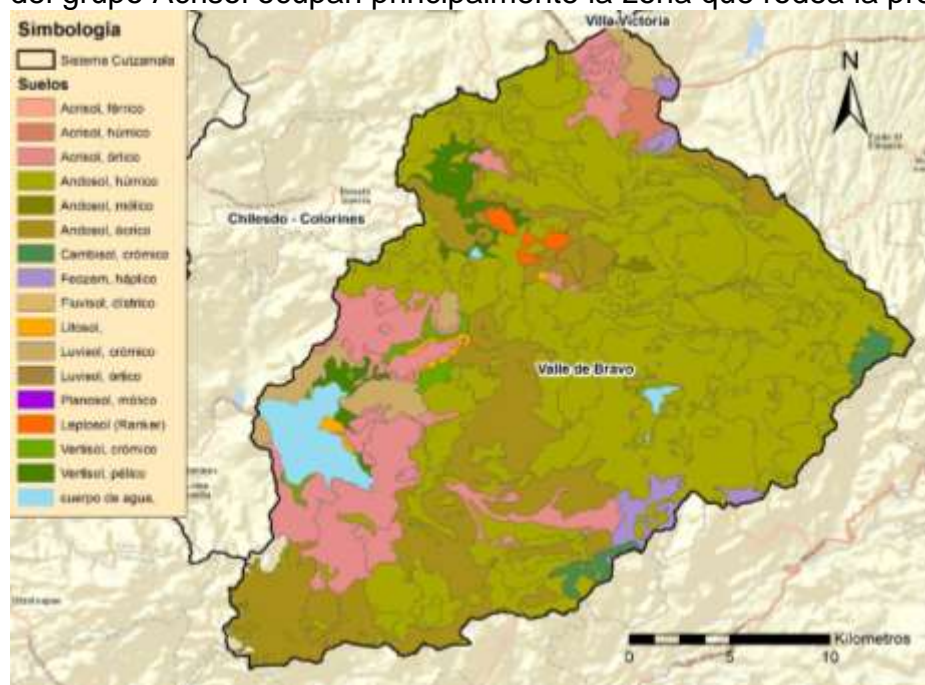 del grupo Acrisol ocupan principalmente la zona que rodea la pre
Simbología
Sistema Cutzamala
Suelos
Acrisol, férrico
Acrisol, húmico
Acrisol, órtico
Andosol, húmico
Andosol, mólico
Andosol, ócrico
Cambisol, crómico
Feozem, háplico
Fluvisol, dístrico
Litosol,
Luvisol, crómico
Luvisol, órtico
Planosol, mólico
Leptosol (Ranker)
Vertisol, crómico
Vertisol, pélico
cuerpo de agua,
Villa-Victoria
N
Chilesdo - Colorines
Valle de Bravo
Kilometros
0 5 10